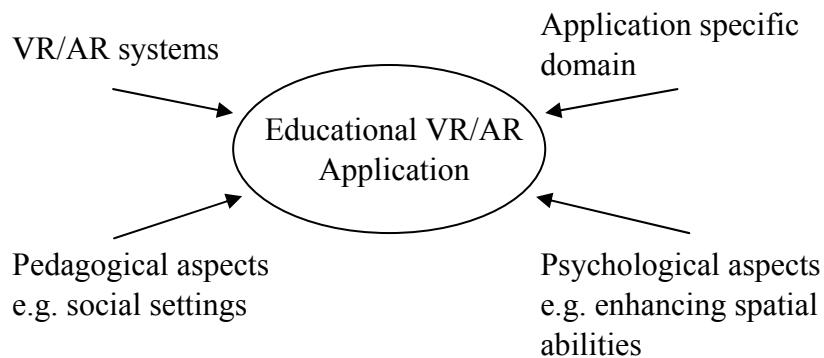 VR/AR systems
Application specific
domain
Educational VR/AR
Application
Pedagogical aspects
e.g. social settings
Psychological aspects
e.g. enhancing spatial
abilities